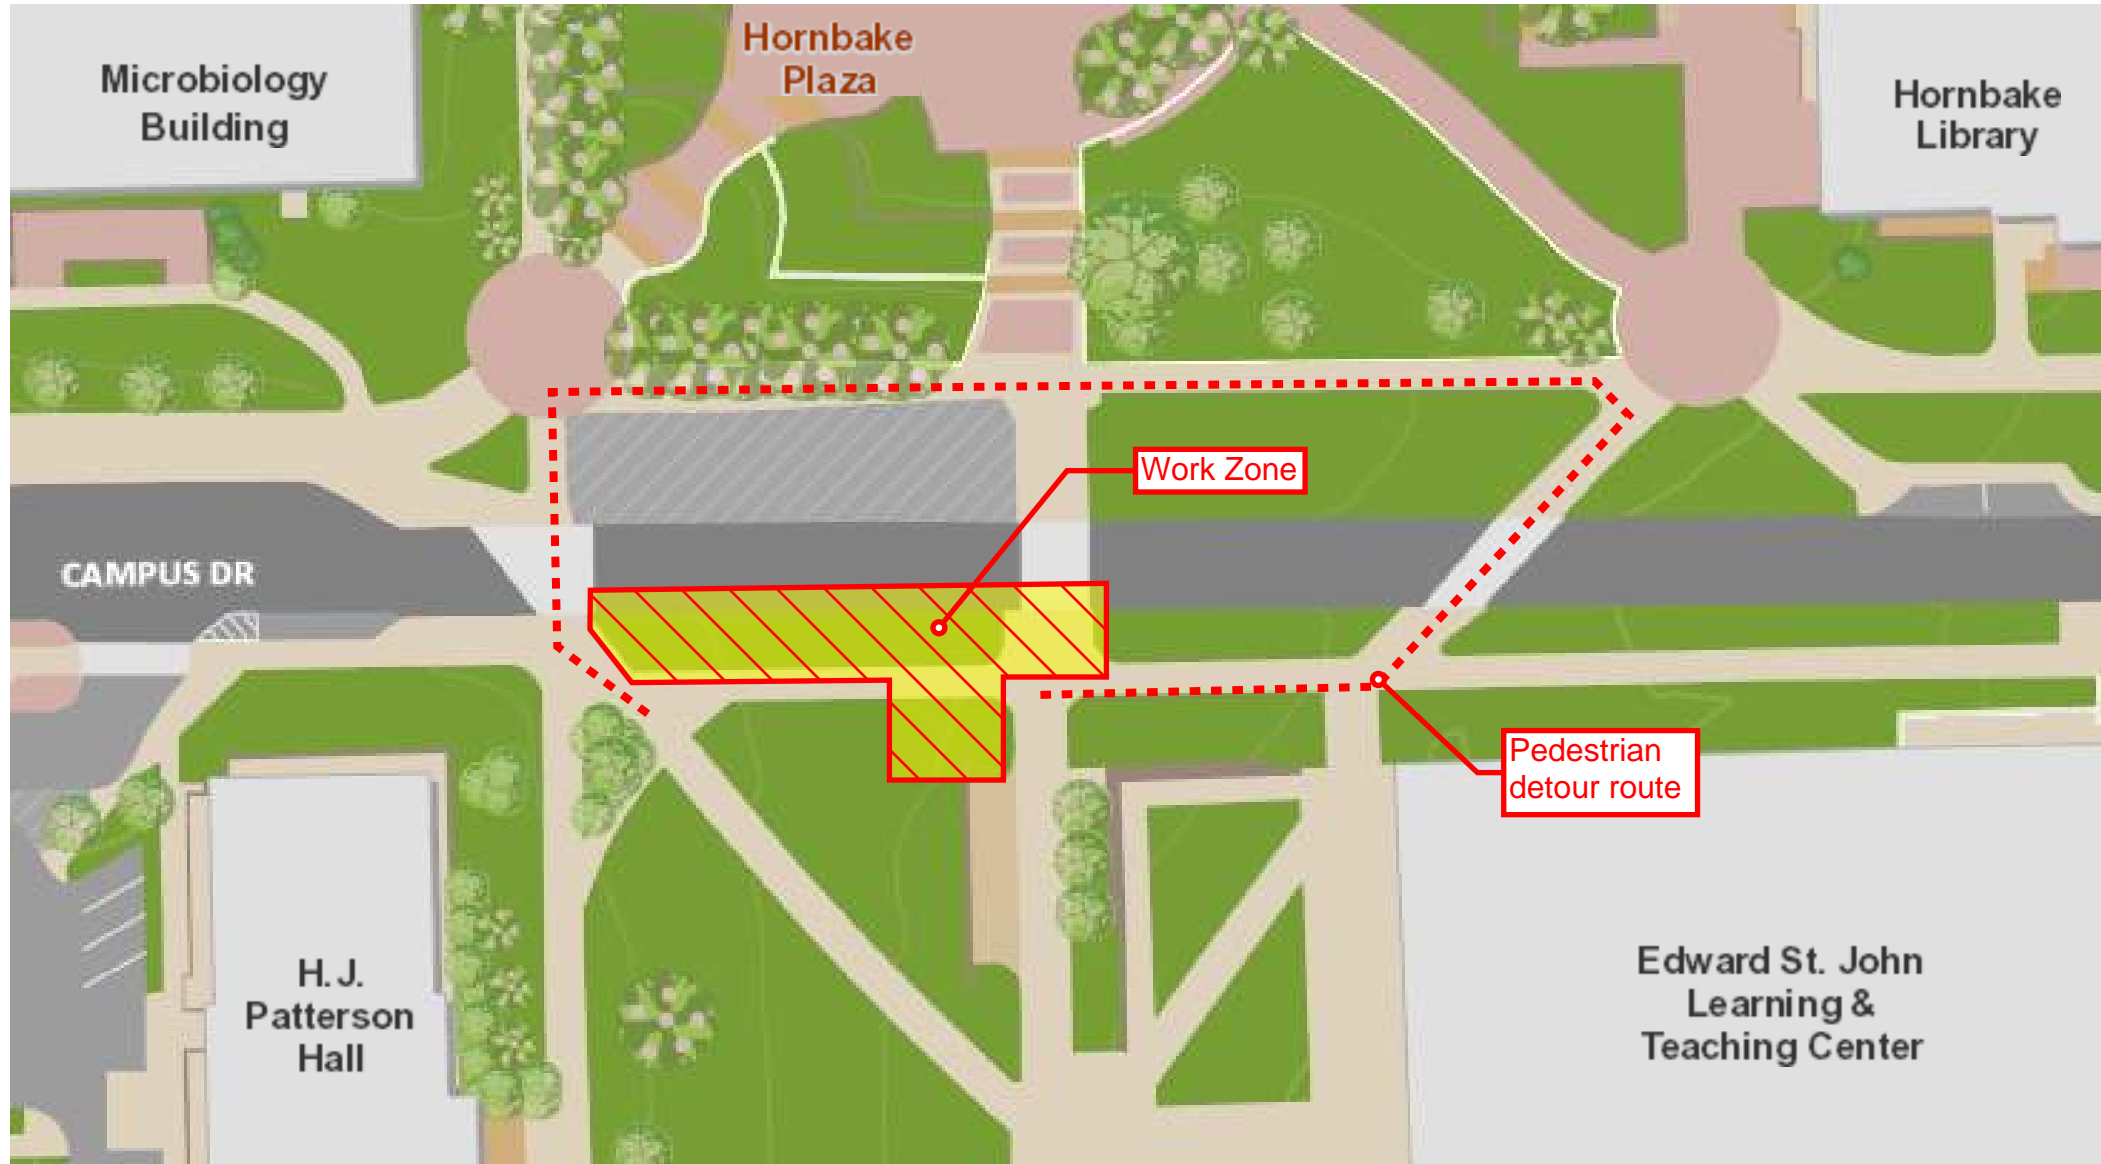 Hornbake
Plaza
Microbiology
Building
Hornbake
Library
Work Zone
CAMPUS DR
Pedestrian
detour route
H.J.
Patterson
Hall
Edward St. John
Learning &
Teaching Center